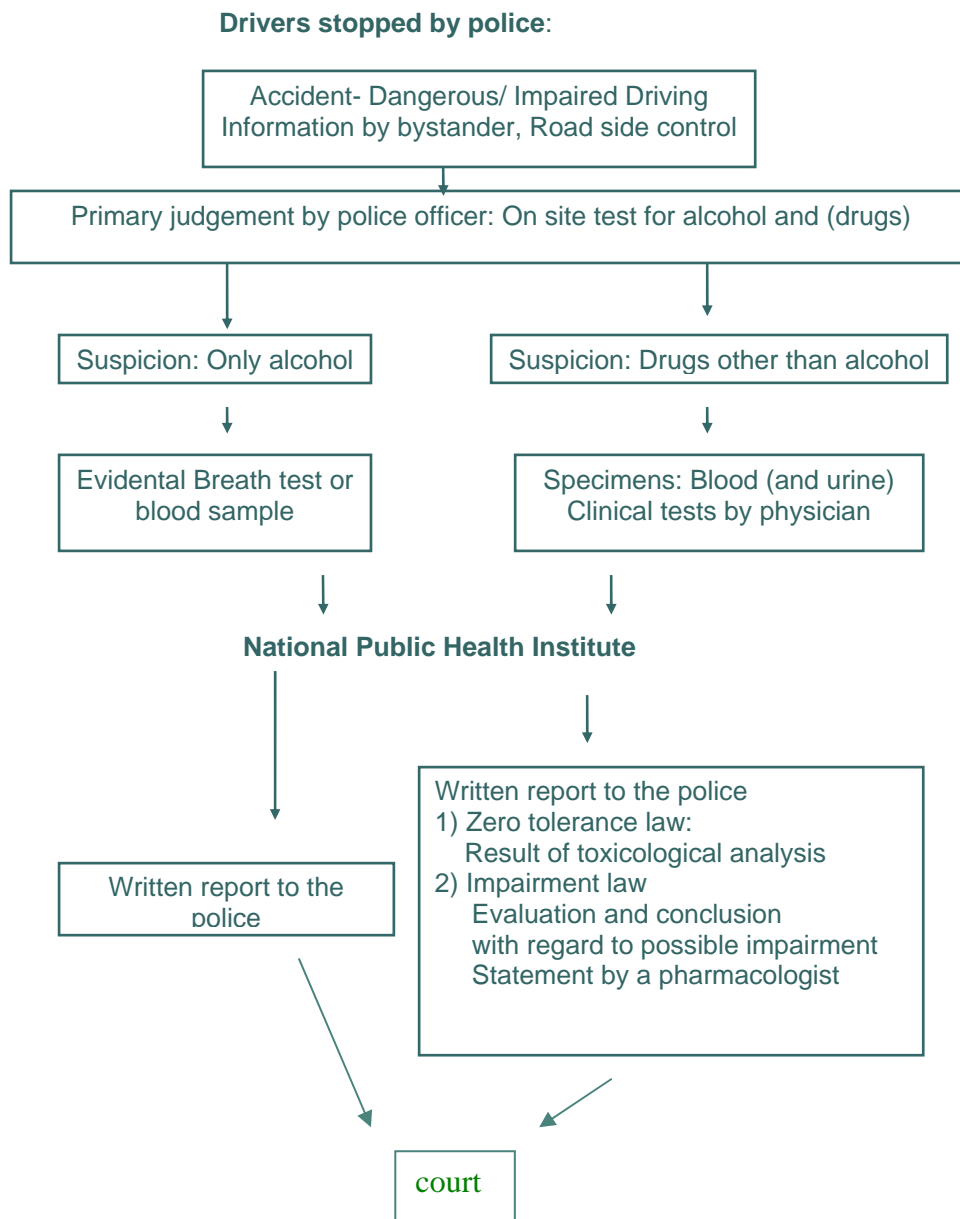 Drivers stopped by police:
Accident- Dangerous/ Impaired Driving
Information by bystander, Road side control
Primary judgement by police officer: On site test for alcohol and (drugs)
Suspicion: Only alcohol
Suspicion: Drugs other than alcohol
Evidental Breath test or
blood sample
Specimens: Blood (and urine)
Clinical tests by physician
National Public Health Institute
Written report to the
police
Written report to the police
1) Zero tolerance law:
Result of toxicological analysis
2) Impairment law
Evaluation and conclusion
with regard to possible impairment
Statement by a pharmacologist
court